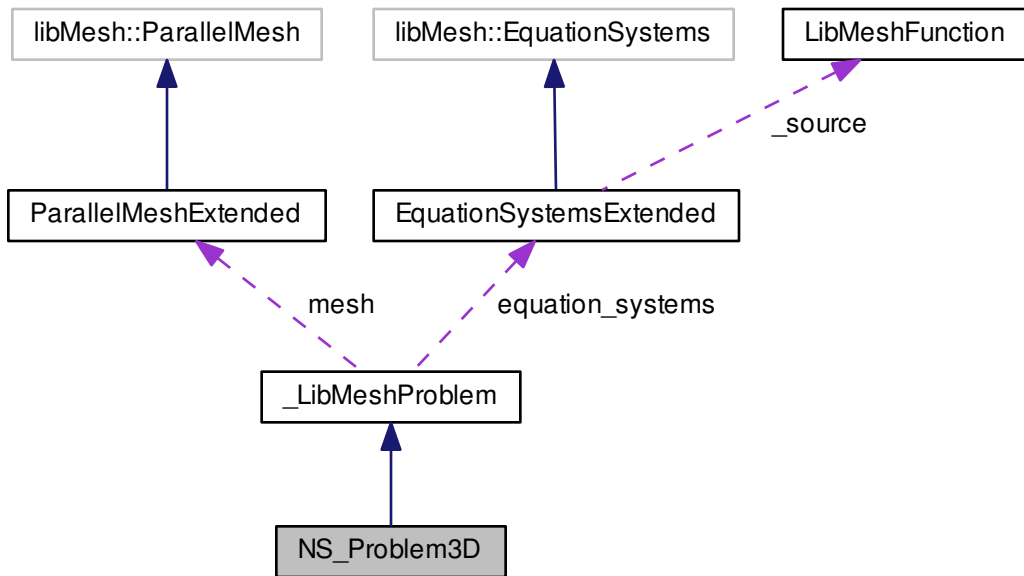 libMesh::ParallelMesh
libMesh::EquationSystems
LibMeshFunction
_source
ParallelMeshExtended
EquationSystemsExtended
mesh
equation_systems
_LibMeshProblem
NS_Problem3D